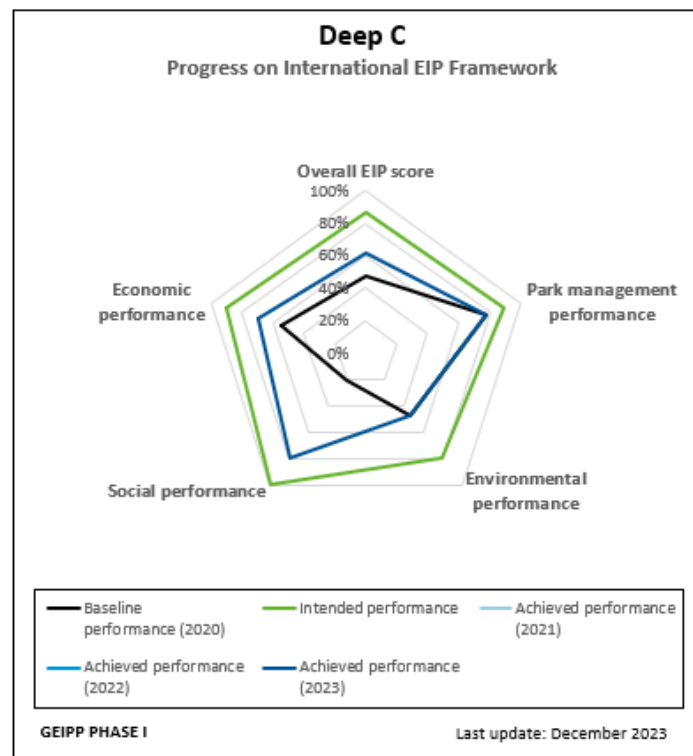 Deep C
Progress on International EIP Framework
Overall EIP score
100%
80%
60%
40%
20%
0%
Park management
performance
Environmental
performance
Social performance
Economic
performance
Baseline
performance (2020)
Intended performance
Achieved performance
(2021)
Achieved performance
(2022)
Achieved performance
(2023)
GEIPP PHASE I
Last update: December 2023